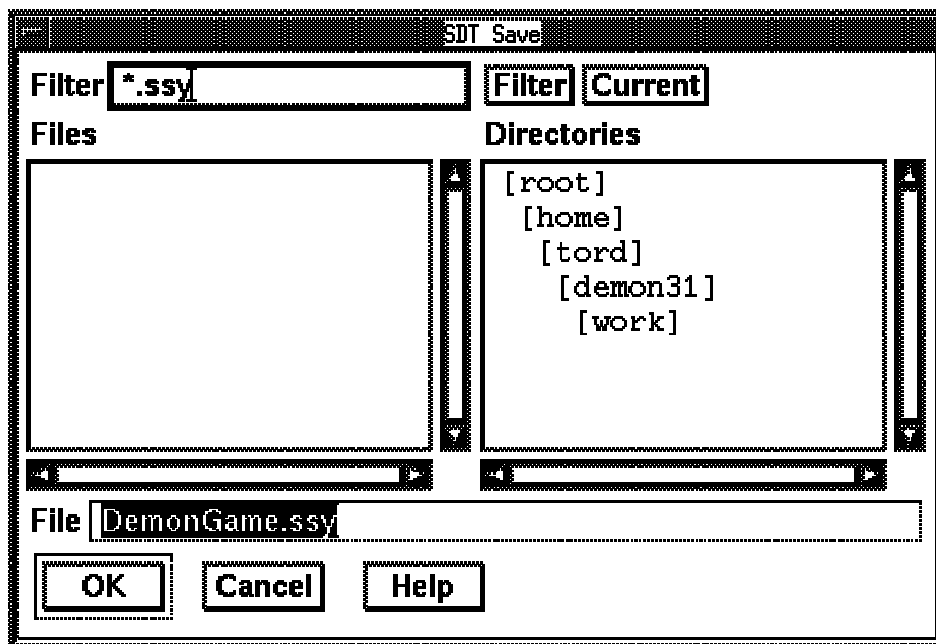 SDT Save
Filter *.ssy Filter Current
Files Directories
[root]
[home]
[tord]
[demon31]
[work]
File DemonGame.ssy
OK Cancel Help